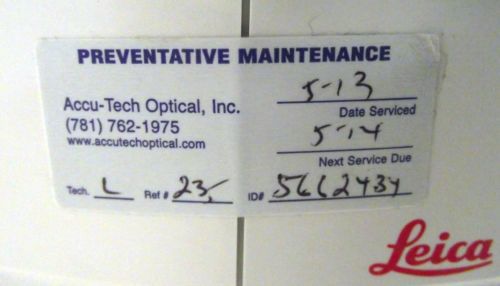 PREVENTATIVE MAINTENANCE
Accu-Tech Optical, Inc.
(781) 762-1975
www.accutechoptical.com
5-13
Date Serviced
5-14
Next Service Due
Tech. L Ref # 23 ID# 5662434
Leica